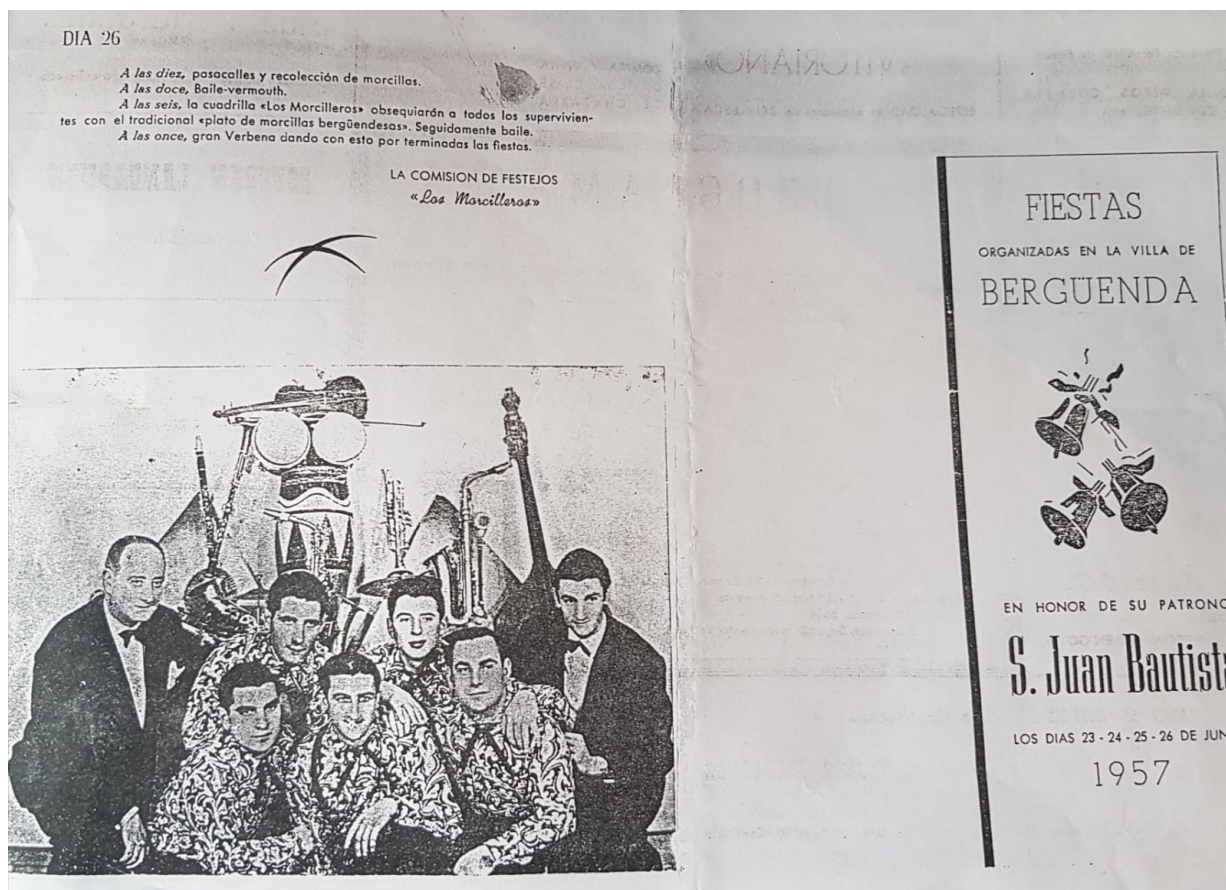 DIA 26
A las diez, pasacalles y recolección de morcillas.
A las doce, Baile-vermouth.
A las seis, la cuadrilla «Los Morcilleros» obsequiarán a todos los supervivien-
tes con el tradicional «plato de morcillas bergüendesas». Seguidamente baile.
A las once, gran Verbena dando con esto por terminadas las fiestas.
LA COMISION DE FESTEJOS
«Los Morcilleros»
FIESTAS
ORGANIZADAS EN LA VILLA DE
BERGÜENDA
EN HONOR DE SU PATRONO
S. Juan Bautist
LOS DIAS 23 - 24 - 25 - 26 DE JUN
1957